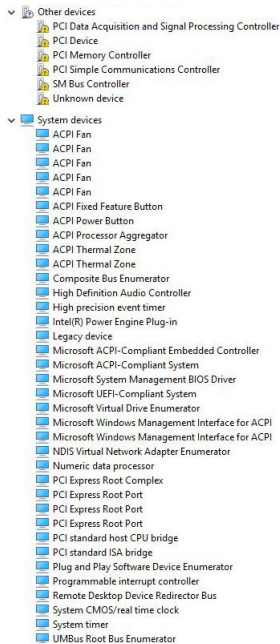 Other devices
PCI Data Acquisition and Signal Processing Controller
PCI Device
PCI Memory Controller
PCI Simple Communications Controller
SM Bus Controller
Unknown device
System devices
ACPI Fan
ACPI Fan
ACPI Fan
ACPI Fan
ACPI Fan
ACPI Fixed Feature Button
ACPI Power Button
ACPI Processor Aggregator
ACPI Thermal Zone
ACPI Thermal Zone
Composite Bus Enumerator
High Definition Audio Controller
High precision event timer
Intel(R) Power Engine Plug-in
Legacy device
Microsoft ACPI-Compliant Embedded Controller
Microsoft ACPI-Compliant System
Microsoft System Management BIOS Driver
Microsoft UEFI-Compliant System
Microsoft Virtual Drive Enumerator
Microsoft Windows Management Interface for ACPI
Microsoft Windows Management Interface for ACPI
NDIS Virtual Network Adapter Enumerator
Numeric data processor
PCI Express Root Complex
PCI Express Root Port
PCI Express Root Port
PCI Express Root Port
PCI standard host CPU bridge
PCI standard ISA bridge
Plug and Play Software Device Enumerator
Programmable interrupt controller
Remote Desktop Device Redirector Bus
System CMOS/real time clock
System timer
UMBus Root Bus Enumerator